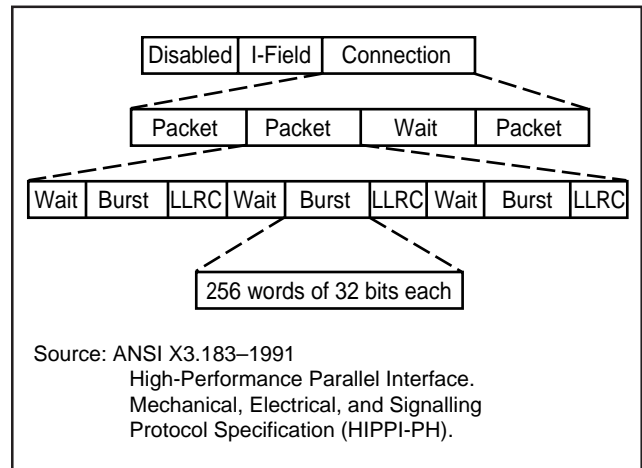 Disabled I-Field Connection
Packet Packet Wait Packet
Wait Burst LLRC Wait Burst LLRC Wait Burst LLRC
256 words of 32 bits each
Source: ANSI X3.183–1991
High-Performance Parallel Interface.
Mechanical, Electrical, and Signalling
Protocol Specification (HIPPI-PH).